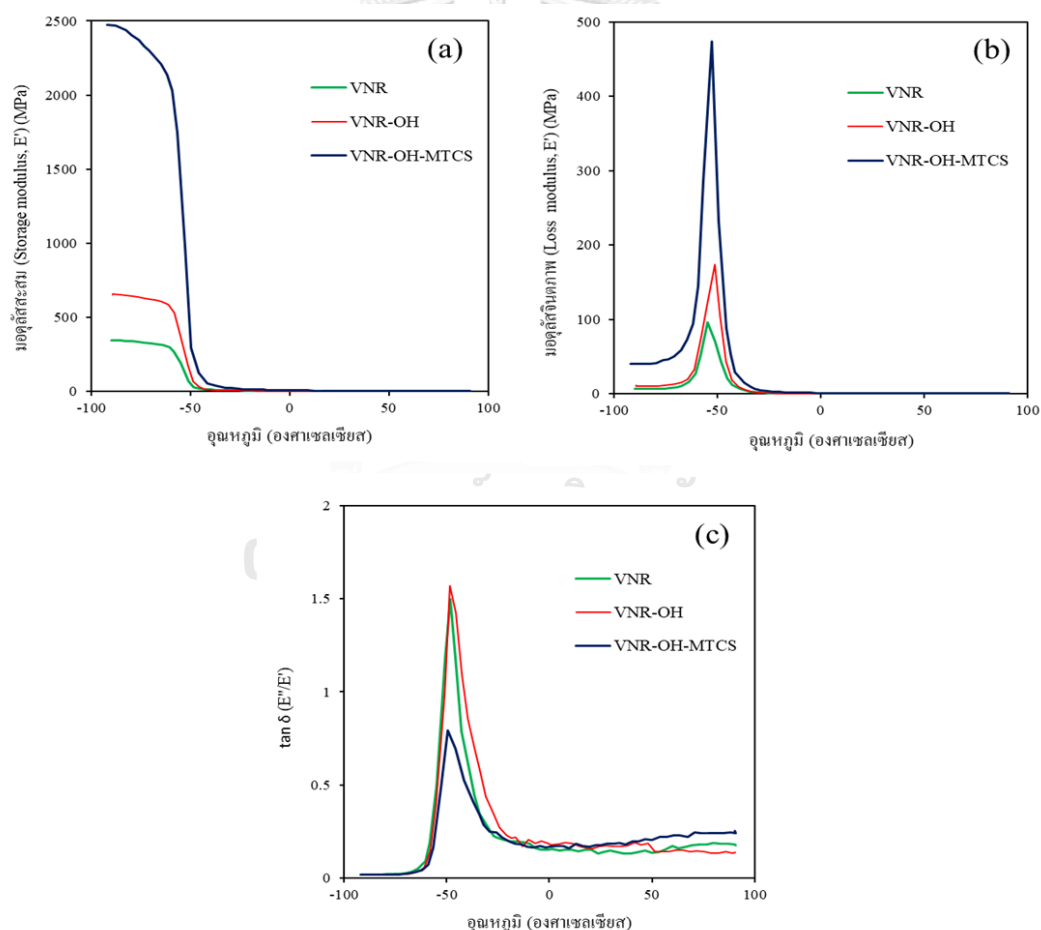 (a)
2500
2000
1500
1000
500
0
-100
-50
0
50
100
VNR
VNR-OH
VNR-OH-MTCS
มอดุลัสสะสม (Storage modulus, E') (MPa)
อุณหภูมิ (องศาเซลเซียส)
(b)
500
400
300
200
100
0
-100
-50
0
50
100
VNR
VNR-OH
VNR-OH-MTCS
มอดุลัสจินตภาพ (Loss modulus, E') (MPa)
อุณหภูมิ (องศาเซลเซียส)
(c)
2
1.5
1
0.5
0
-100
-50
0
50
100
VNR
VNR-OH
VNR-OH-MTCS
tan δ (E"/E')
อุณหภูมิ (องศาเซลเซียส)